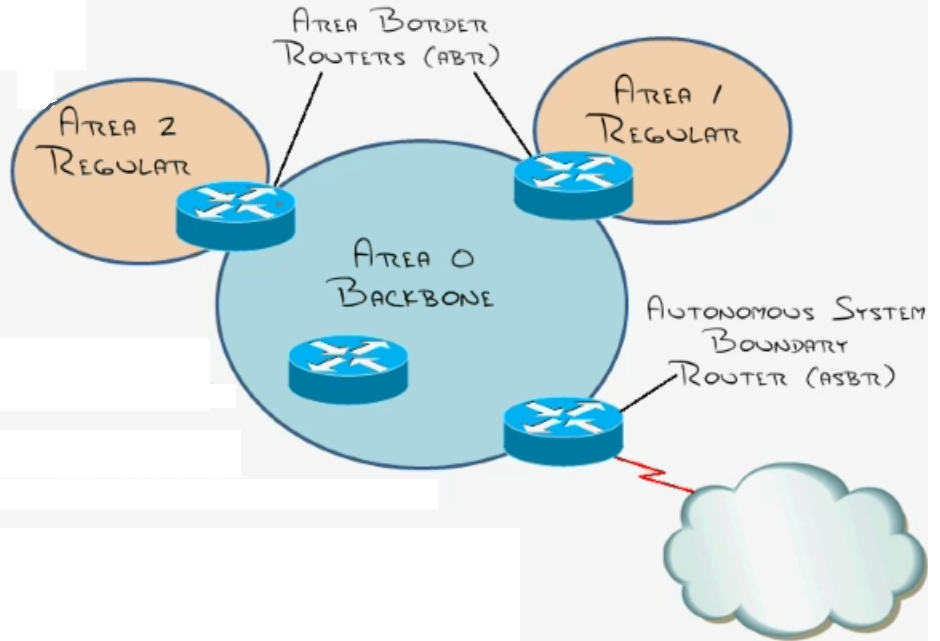 Area Border
Routers (ABR)
Area 2
Regular
Area 1
Regular
Area 0
Backbone
Autonomous System
Boundary
Router (ASBR)